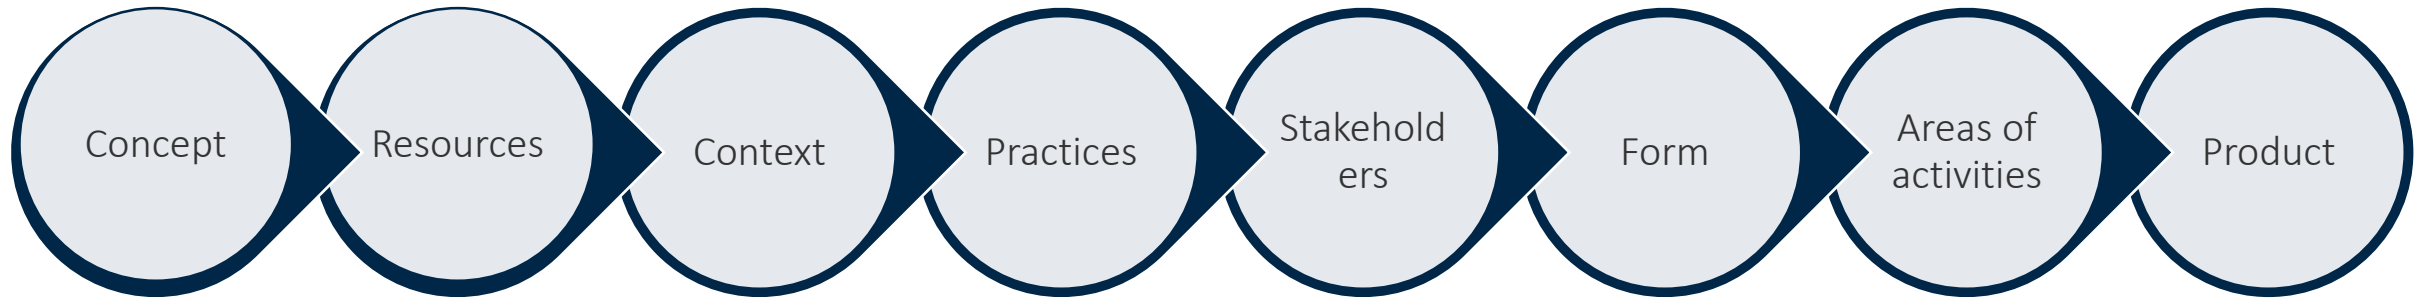 Concept
Resources
Context
Practices
Stakehold
ers
Form
Areas of
activities
Product